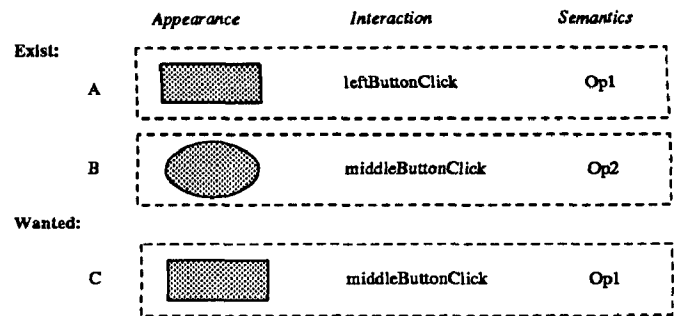 Appearance Interaction Semantics
Exist:
A leftButtonClick Op1
B middleButtonClick Op2
Wanted:
C middleButtonClick Op1